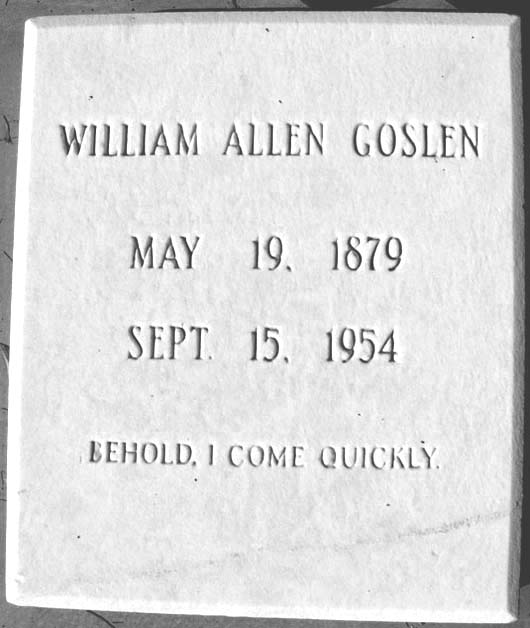 WILLIAM ALLEN GOSLEN
MAY 19, 1879
SEPT. 15, 1954
BEHOLD, I COME QUICKLY.